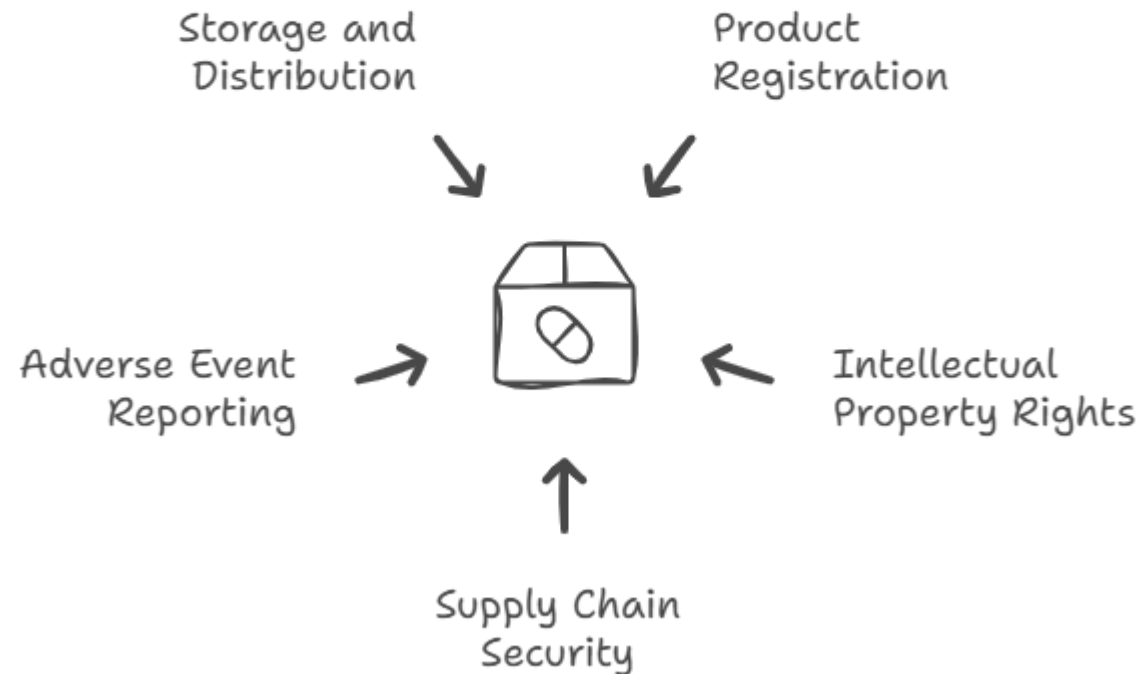 Storage and
Distribution
Product
Registration
Adverse Event
Reporting
Intellectual
Property Rights
Supply Chain
Security